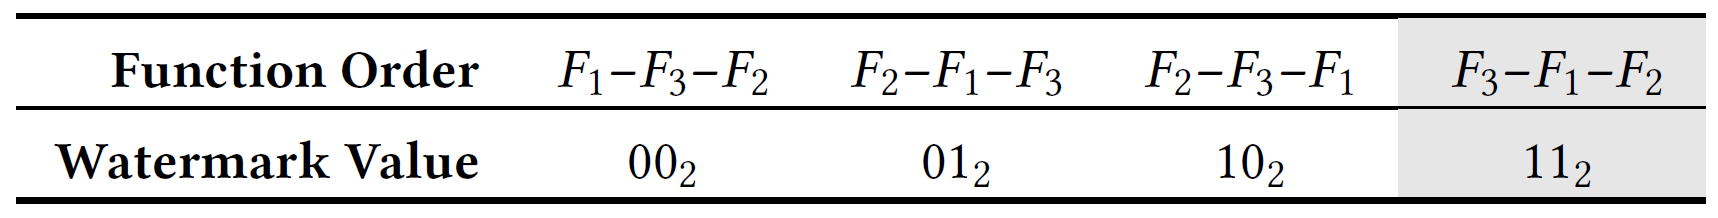 Function Order F₁–F₃–F₂ F₂–F₁–F₃ F₂–F₃–F₁ F₃–F₁–F₂
Watermark Value 00₂ 01₂ 10₂ 11₂